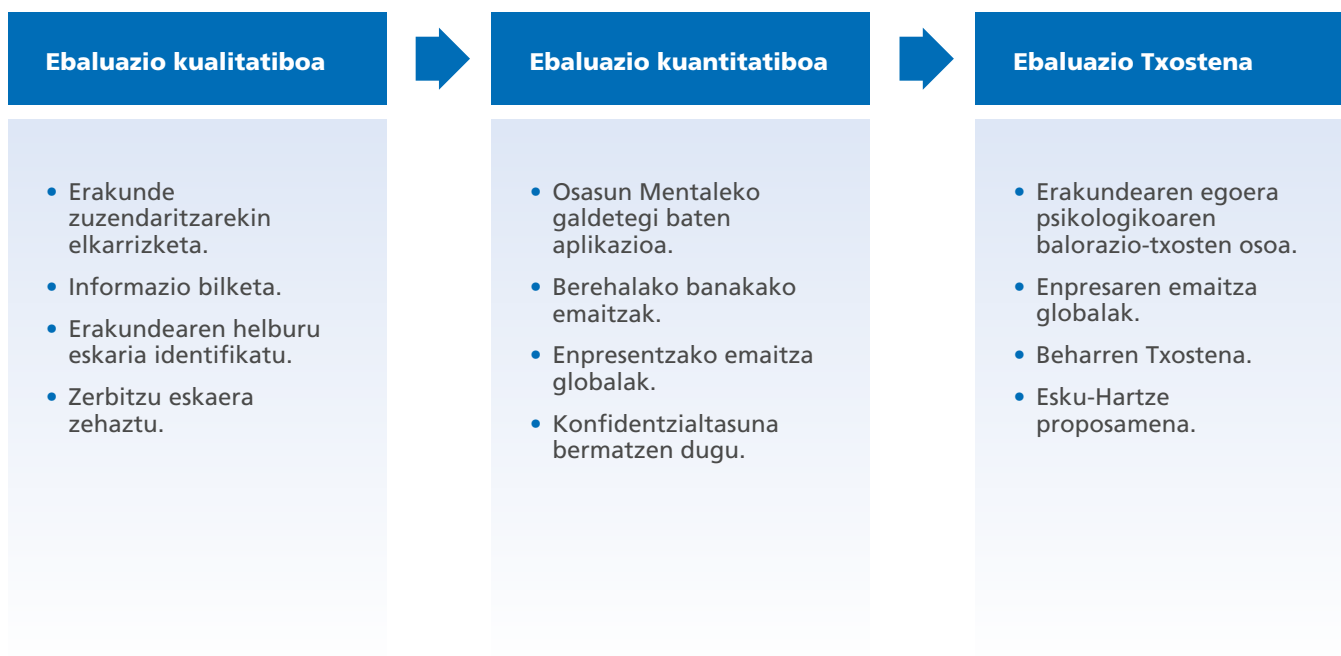 Ebaluazio kualitatiboa
• Erakunde
zuzendaritzarekin
elkarrizketa.
• Informazio bilketa.
• Erakundearen helburu
eskaria identifikatu.
• Zerbitzu eskaera
zehaztu.
Ebaluazio kuantitatiboa
• Osasun Mentaleko
galdetegi baten
aplikazioa.
• Berehalako banakako
emaitzak.
• Enpresentzako emaitza
globalak.
• Konfidentzialtasuna
bermatzen dugu.
Ebaluazio Txostena
• Erakundearen egoera
psikologikoaren
balorazio-txosten osoa.
• Enpresaren emaitza
globalak.
• Beharren Txostena.
• Esku-Hartze
proposamena.